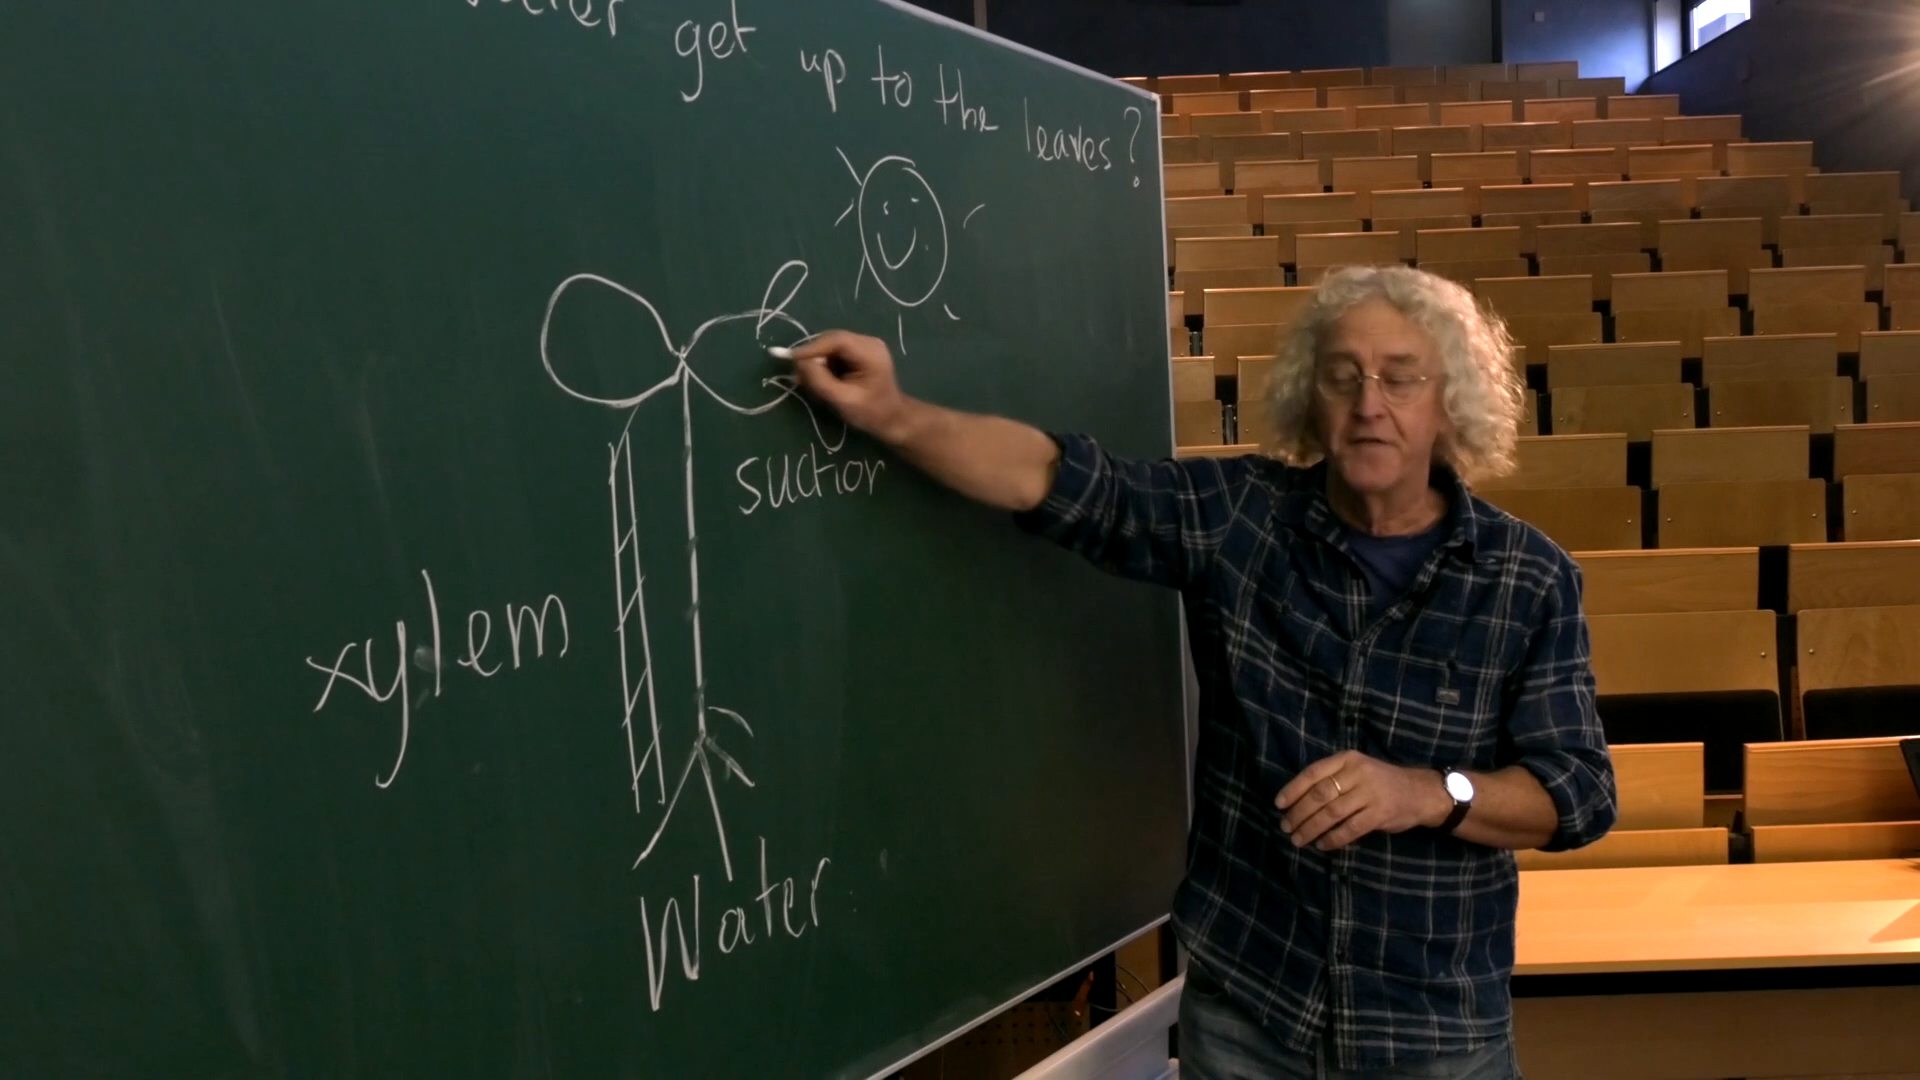 get up to the leaves?
suction
xylem
Water